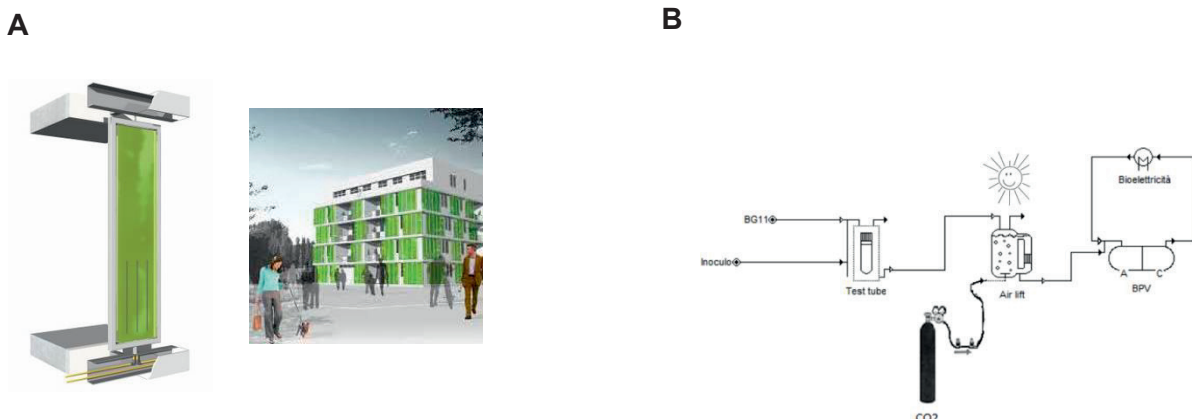 A
B
Bioelettricità
BG11
Inoculo
Test tube
Air lift
A
C
BPV
CO2